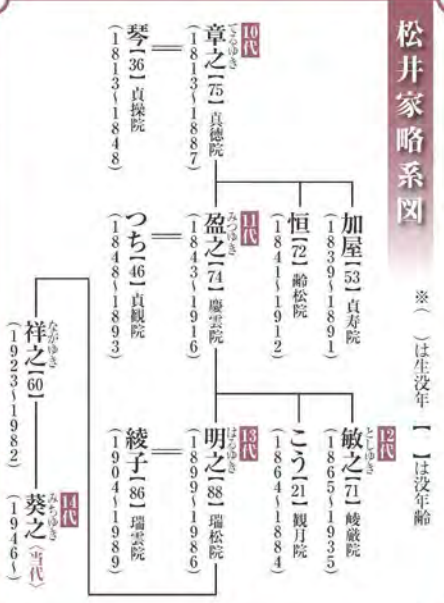 松井家略系図
※( )は生没年 【 】は没年齢
10代
てるゆき
章之【75】真徳院
(1813~1887)
琴【36】貞操院
(1813~1848)
加屋【53】貞寿院
(1839~1891)
恒【72】齢松院
(1841~1912)
11代
みつゆき
盈之【74】慶雲院
(1843~1916)
つち【46】貞観院
(1848~1893)
12代
としゆき
敏之【71】崚厳院
(1865~1935)
こう【21】観月院
(1864~1884)
13代
はるゆき
明之【88】瑞松院
(1899~1986)
綾子【86】瑞雲院
(1904~1989)
ながゆき
祥之【60】
(1923~1982)
14代
みちゆき
葵之〈当代〉
(1946~)